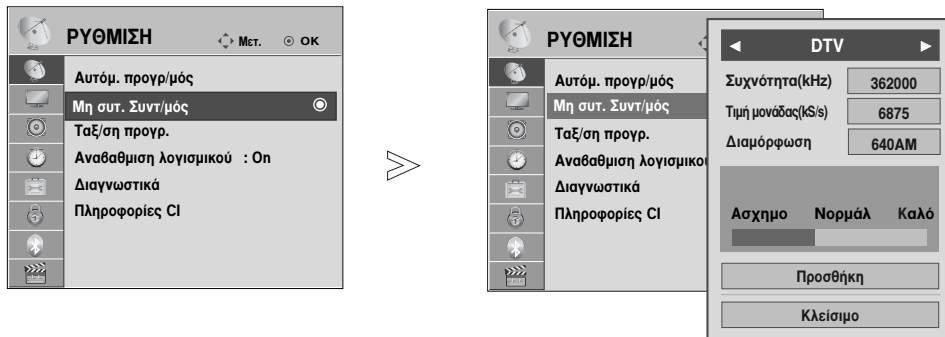 ΡΥΘΜΙΣΗ Μετ. OK
Αυτόμ. προγρ/μός
Μη συτ. Συντ/μός
Ταξ/ση προγρ.
Αναβαθμιση λογισμικού : On
Διαγνωστικά
Πληροφορίες CI
ΡΥΘΜΙΣΗ
Αυτόμ. προγρ/μός
Μη συτ. Συντ/μός
Ταξ/ση προγρ.
Αναβαθμιση λογισμικο
Διαγνωστικά
Πληροφορίες CI
◄ DTV ►
Συχνότητα(kHz) 362000
Τιμή μονάδας(kS/s) 6875
Διαμόρφωση 640AM
Ασχημο Νορμάλ Καλό
Προσθήκη
Κλείσιμο